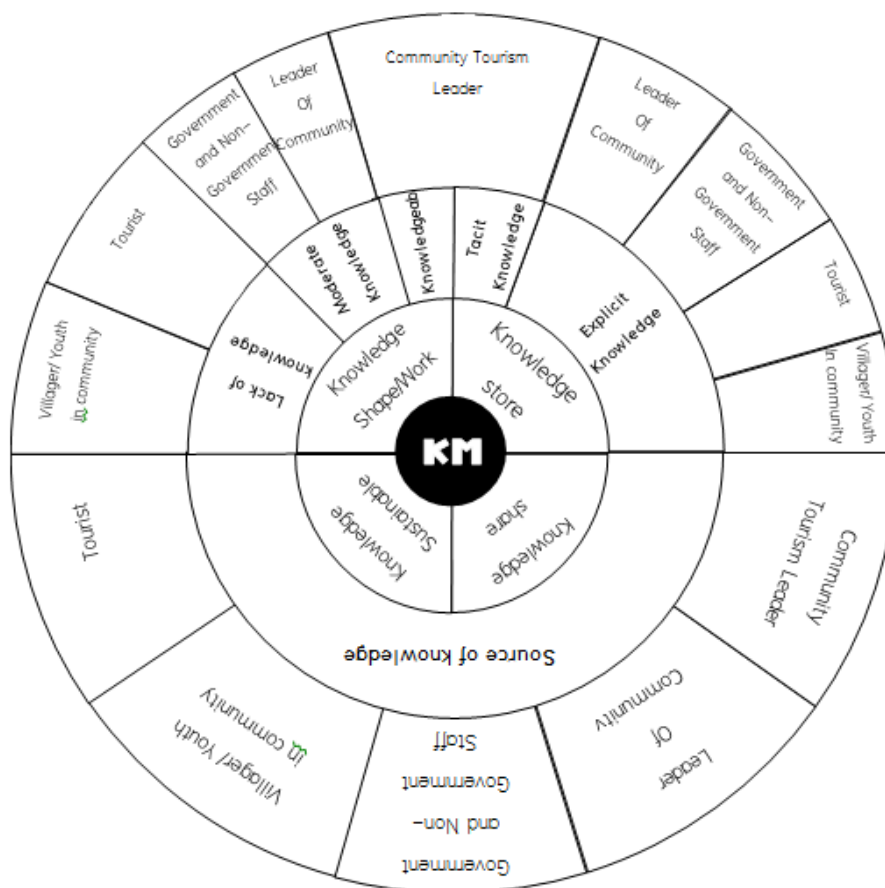 Community Tourism
Leader
Leader
Of
Community
Government
and Non-
Government
Staff
Tourist
Villager/ Youth
In community
Community
Tourism Leader
Leader
Of
Community
Government
and Non-
Government
Staff
Villager/ Youth
in community
Tourist
Villager/ Youth
in community
Tourist
Government
and Non-
Government
Staff
Leader
Of
Community
Lack of
knowledge
Moderate
Knowledge
Knowledgeabl
Tacit
Knowledge
Explicit
Knowledge
Source of knowledge
Knowledge
Shape/Work
Knowledge
store
Knowledge
share
Knowledge
Sustainable
KM